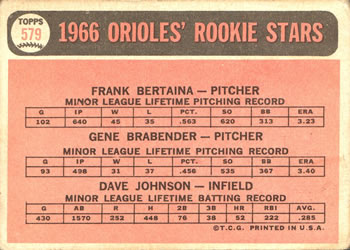 TOPPS
579
1966 ORIOLES' ROOKIE STARS
FRANK BERTAINA — PITCHER
MINOR LEAGUE LIFETIME PITCHING RECORD
G IP W L PCT. SO BB ERA
102 640 45 35 .563 620 313 3.23
GENE BRABENDER — PITCHER
MINOR LEAGUE LIFETIME PITCHING RECORD
G IP W L PCT. SO BB ERA
93 498 31 37 .456 535 367 3.40
DAVE JOHNSON — INFIELD
MINOR LEAGUE LIFETIME BATTING RECORD
G AB R H 2B 3B HR RBI AVG.
430 1570 252 448 76 38 52 222 .285
©T.C.G. PRINTED IN U.S.A.